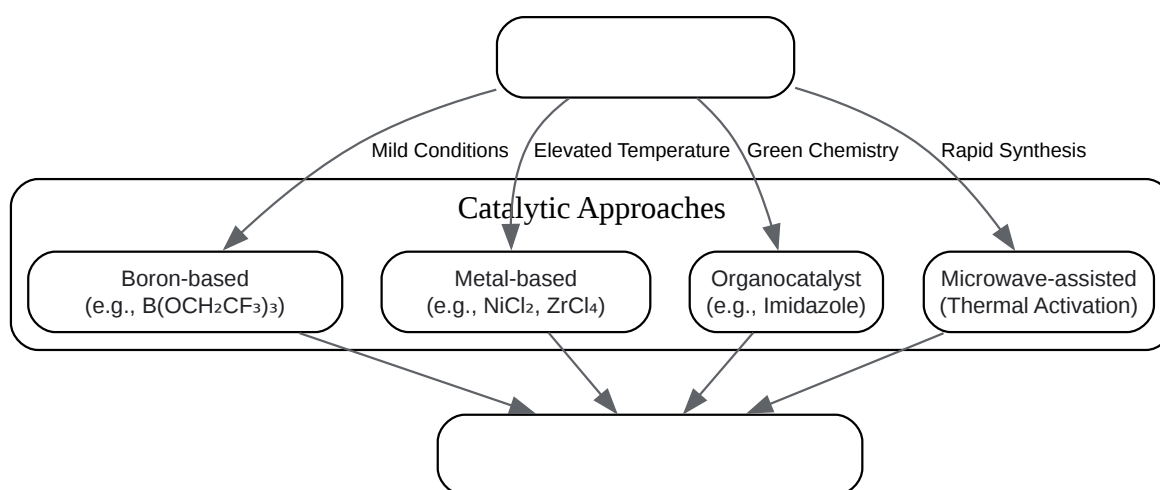 Mild Conditions
Elevated Temperature
Green Chemistry
Rapid Synthesis
Catalytic Approaches
Boron-based
(e.g., B(OCH₂CF₃)₃)
Metal-based
(e.g., NiCl₂, ZrCl₄)
Organocatalyst
(e.g., Imidazole)
Microwave-assisted
(Thermal Activation)